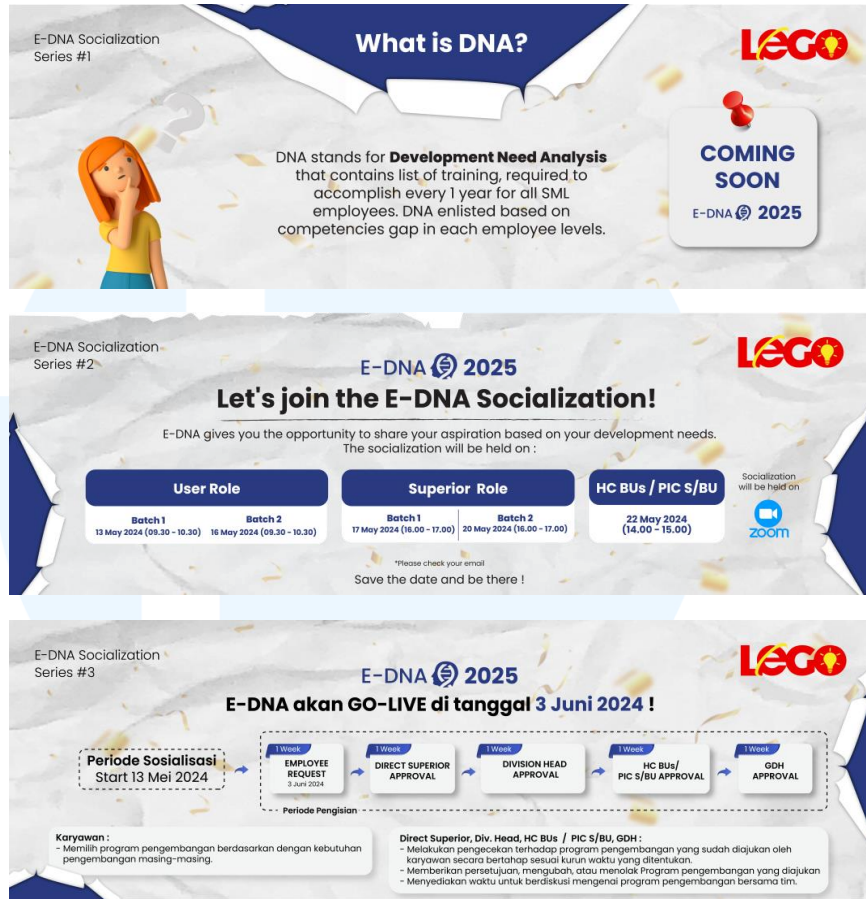 E-DNA Socialization
Series #1
What is DNA?
LEGO
?
DNA stands for Development Need Analysis
that contains list of training, required to
accomplish every 1 year for all SML
employees. DNA enlisted based on
competencies gap in each employee levels.
COMING
SOON
E-DNA 2025
E-DNA Socialization
Series #2
LEGO
E-DNA 2025
Let's join the E-DNA Socialization!
E-DNA gives you the opportunity to share your aspiration based on your development needs.
The socialization will be held on :
User Role
Batch 1
13 May 2024 (09.30 - 10.30)
Batch 2
16 May 2024 (09.30 - 10.30)
Superior Role
Batch 1
17 May 2024 (16.00 - 17.00)
Batch 2
20 May 2024 (16.00 - 17.00)
HC BUs / PIC S/BU
22 May 2024
(14.00 - 15.00)
Socialization
will be held on
zoom
*Please check your email
Save the date and be there !
E-DNA Socialization
Series #3
LEGO
E-DNA 2025
E-DNA akan GO-LIVE di tanggal 3 Juni 2024 !
Periode Sosialisasi
Start 13 Mei 2024
1 Week
EMPLOYEE
REQUEST
3 Juni 2024
1 Week
DIRECT SUPERIOR
APPROVAL
1 Week
DIVISION HEAD
APPROVAL
1 Week
HC BUs/
PIC S/BU APPROVAL
1 Week
GDH
APPROVAL
Periode Pengisian
Karyawan :
- Memilih program pengembangan berdasarkan dengan kebutuhan
pengembangan masing-masing.
Direct Superior, Div. Head, HC BUs / PIC S/BU, GDH :
- Melakukan pengecekan terhadap program pengembangan yang sudah diajukan oleh
karyawan secara bertahap sesuai kurun waktu yang ditentukan.
- Memberikan persetujuan, mengubah, atau menolak Program pengembangan yang diajukan
- Menyediakan waktu untuk berdiskusi mengenai program pengembangan bersama tim.